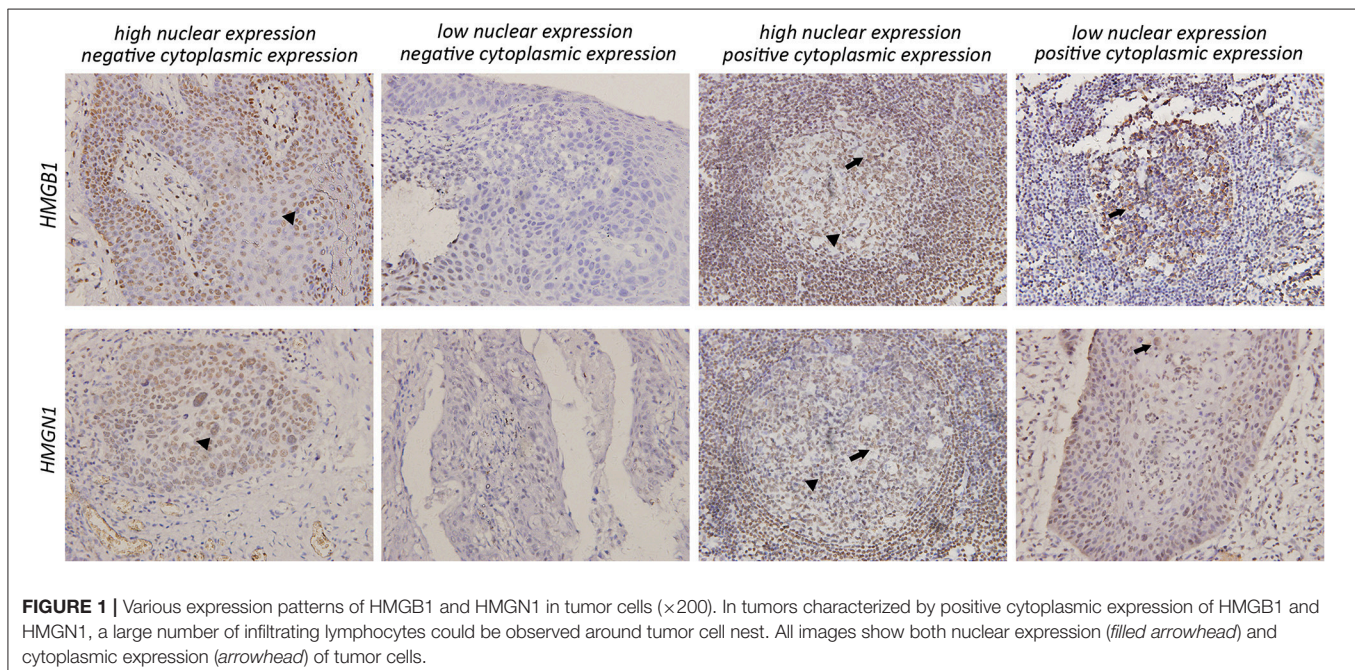 high nuclear expression
negative cytoplasmic expression
low nuclear expression
negative cytoplasmic expression
high nuclear expression
positive cytoplasmic expression
low nuclear expression
positive cytoplasmic expression
HMGB1
HMGN1
FIGURE 1 | Various expression patterns of HMGB1 and HMGN1 in tumor cells (×200). In tumors characterized by positive cytoplasmic expression of HMGB1 and
HMGN1, a large number of infiltrating lymphocytes could be observed around tumor cell nest. All images show both nuclear expression (filled arrowhead) and
cytoplasmic expression (arrowhead) of tumor cells.